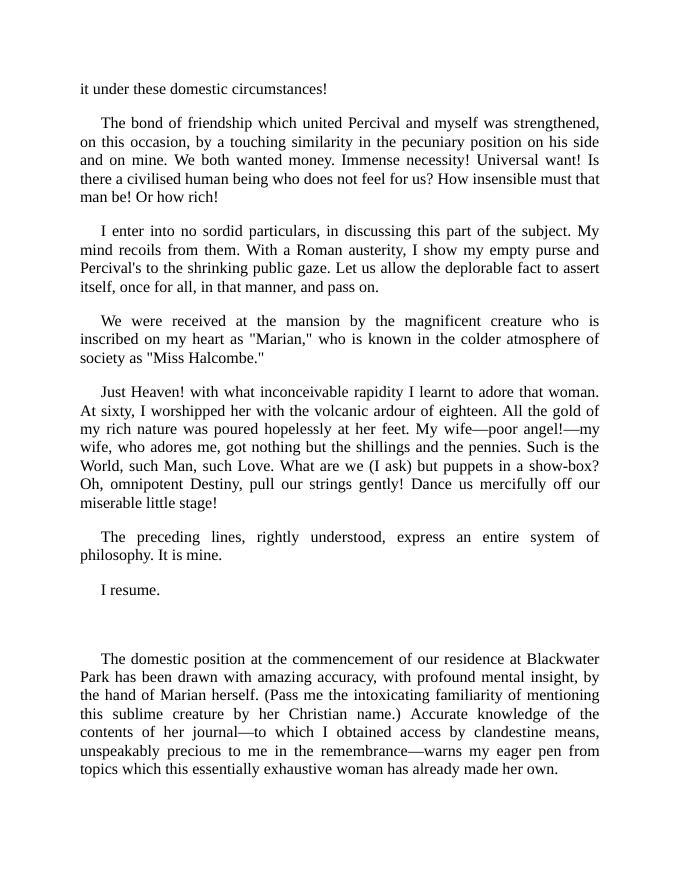 it under these domestic circumstances!
The bond of friendship which united Percival and myself was strengthened,
on this occasion, by a touching similarity in the pecuniary position on his side
and on mine. We both wanted money. Immense necessity! Universal want! Is
there a civilised human being who does not feel for us? How insensible must that
man be! Or how rich!
I enter into no sordid particulars, in discussing this part of the subject. My
mind recoils from them. With a Roman austerity, I show my empty purse and
Percival's to the shrinking public gaze. Let us allow the deplorable fact to assert
itself, once for all, in that manner, and pass on.
We were received at the mansion by the magnificent creature who is
inscribed on my heart as "Marian," who is known in the colder atmosphere of
society as "Miss Halcombe."
Just Heaven! with what inconceivable rapidity I learnt to adore that woman.
At sixty, I worshipped her with the volcanic ardour of eighteen. All the gold of
my rich nature was poured hopelessly at her feet. My wife—poor angel!—my
wife, who adores me, got nothing but the shillings and the pennies. Such is the
World, such Man, such Love. What are we (I ask) but puppets in a show-box?
Oh, omnipotent Destiny, pull our strings gently! Dance us mercifully off our
miserable little stage!
The preceding lines, rightly understood, express an entire system of
philosophy. It is mine.
I resume.
The domestic position at the commencement of our residence at Blackwater
Park has been drawn with amazing accuracy, with profound mental insight, by
the hand of Marian herself. (Pass me the intoxicating familiarity of mentioning
this sublime creature by her Christian name.) Accurate knowledge of the
contents of her journal—to which I obtained access by clandestine means,
unspeakably precious to me in the remembrance—warns my eager pen from
topics which this essentially exhaustive woman has already made her own.